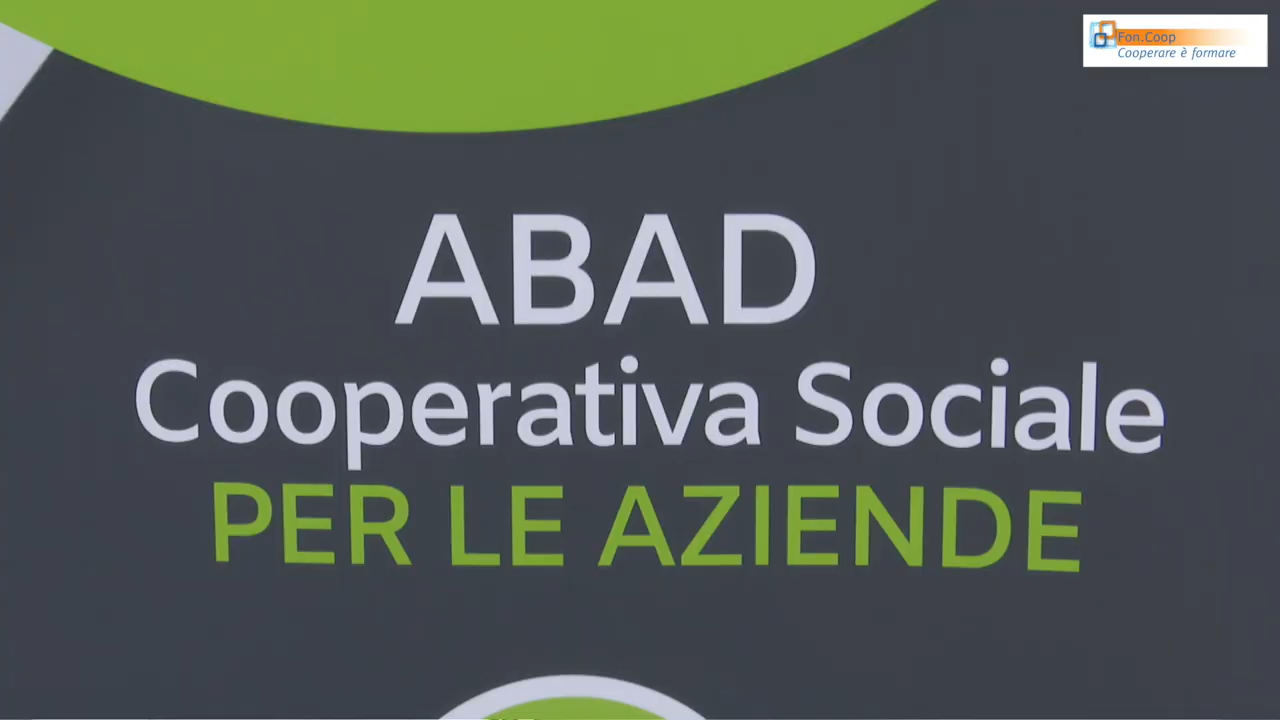 Fon.Coop
Cooperare è formare
ABAD
Cooperativa Sociale
PER LE AZIENDE